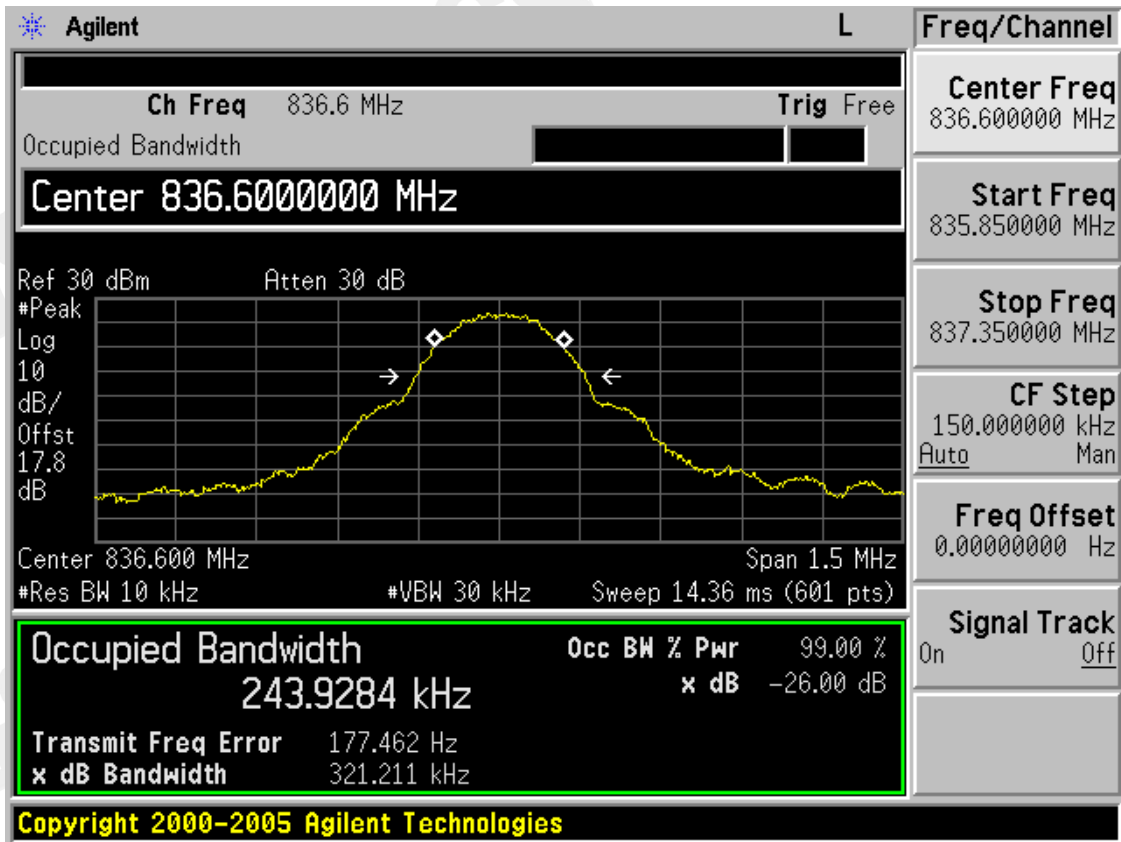 Agilent L Freq/Channel
Ch Freq 836.6 MHz Trig Free
Occupied Bandwidth
Center 836.6000000 MHz
Ref 30 dBm Atten 30 dB
#Peak
Log
10
dB/
Offst
17.8
dB
Center 836.600 MHz Span 1.5 MHz
#Res BW 10 kHz #VBW 30 kHz Sweep 14.36 ms (601 pts)
Occupied Bandwidth Occ BW % Pwr 99.00 %
243.9284 kHz x dB -26.00 dB
Transmit Freq Error 177.462 Hz
x dB Bandwidth 321.211 kHz
Copyright 2000-2005 Agilent Technologies
Center Freq
836.600000 MHz
Start Freq
835.850000 MHz
Stop Freq
837.350000 MHz
CF Step
150.000000 kHz
Auto Man
Freq Offset
0.00000000 Hz
Signal Track
On Off